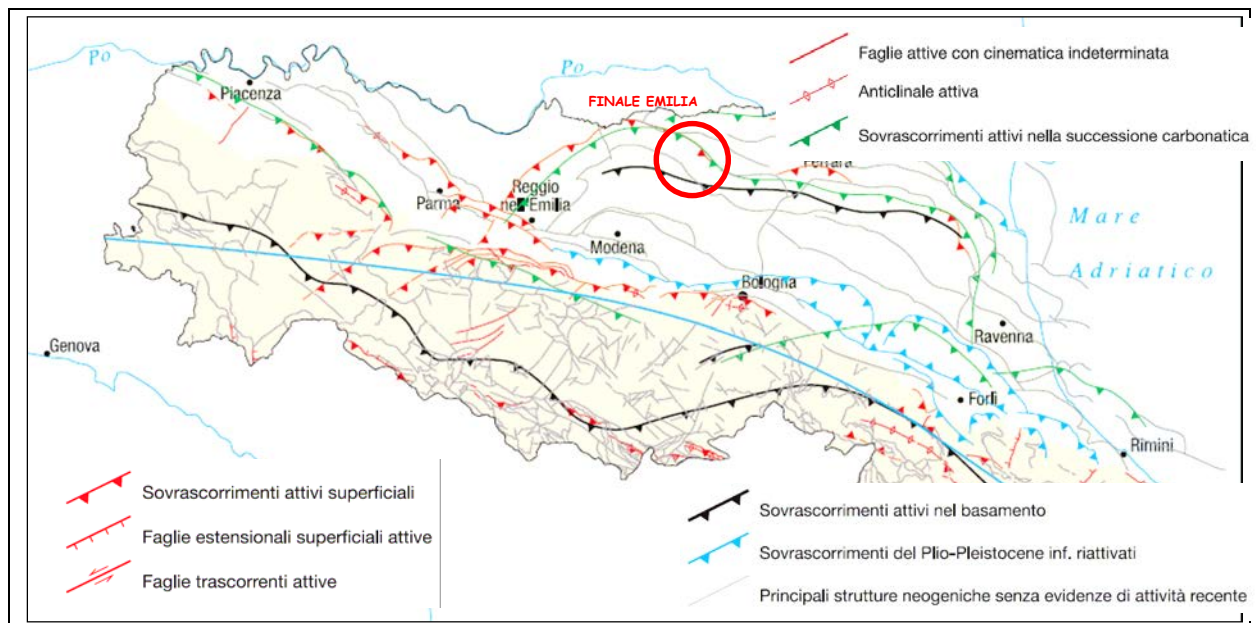 Po
Po
Piacenza
FINALE EMILIA
Faglie attive con cinematica indeterminata
Anticlinale attiva
Sovrascorrimenti attivi nella successione carbonatica
Ferrara
Parma
Reggio
nell'Emilia
Modena
Bologna
Mare
Adriatico
Ravenna
Genova
Forlì
Rimini
Sovrascorrimenti attivi superficiali
Faglie estensionali superficiali attive
Faglie trascorrenti attive
Sovrascorrimenti attivi nel basamento
Sovrascorrimenti del Plio-Pleistocene inf. riattivati
Principali strutture neogeniche senza evidenze di attività recente